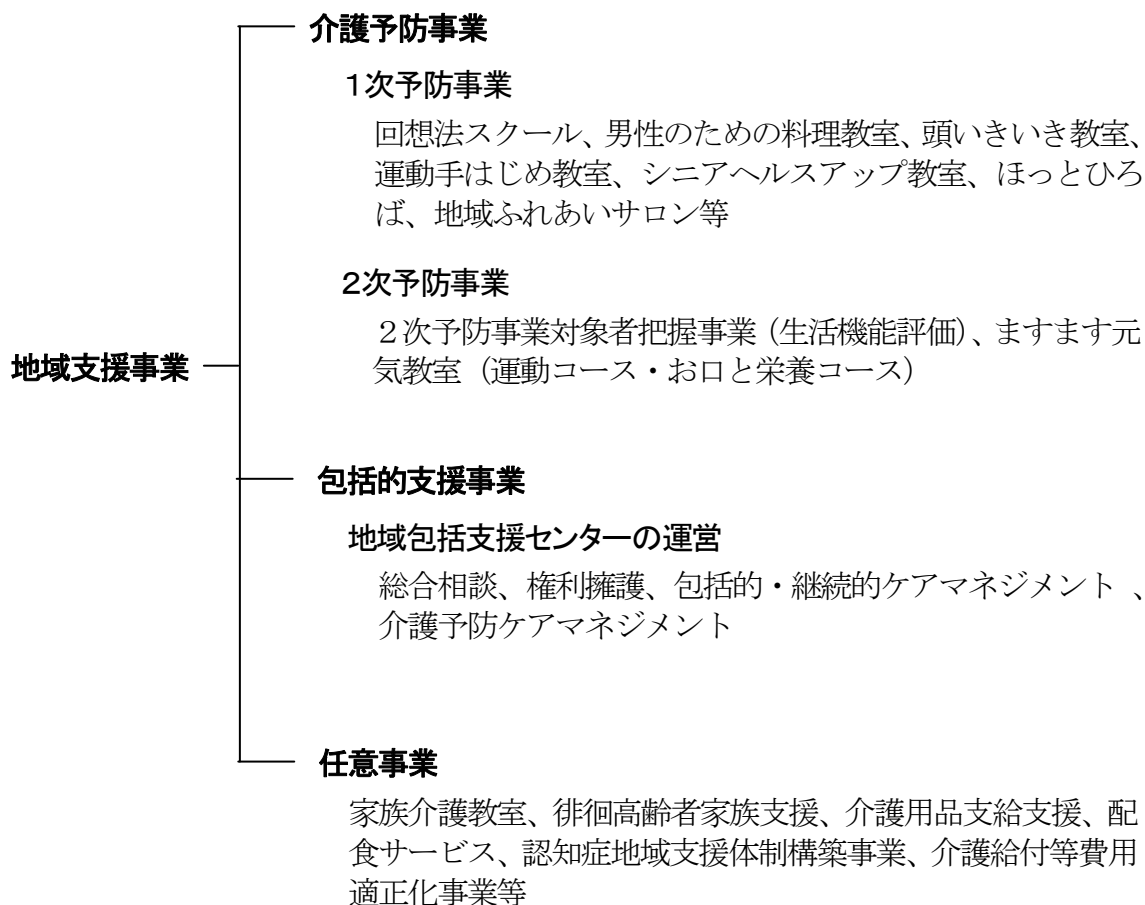 介護予防事業
１次予防事業
回想法スクール、男性のための料理教室、頭いきいき教室、
運動手はじめ教室、シニアヘルスアップ教室、ほっとひろ
ば、地域ふれあいサロン等
２次予防事業
２次予防事業対象者把握事業（生活機能評価）、ますます元
気教室（運動コース・お口と栄養コース）
地域支援事業
包括的支援事業
地域包括支援センターの運営
総合相談、権利擁護、包括的・継続的ケアマネジメント 、
介護予防ケアマネジメント
任意事業
家族介護教室、徘徊高齢者家族支援、介護用品支給支援、配
食サービス、認知症地域支援体制構築事業、介護給付等費用
適正化事業等